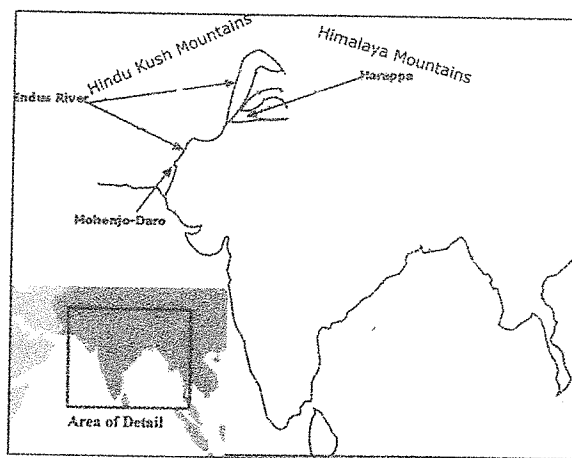 Hindu Kush Mountains
Himalaya Mountains
Indus River
Harappa
Mohenjo-Daro
Area of Detail